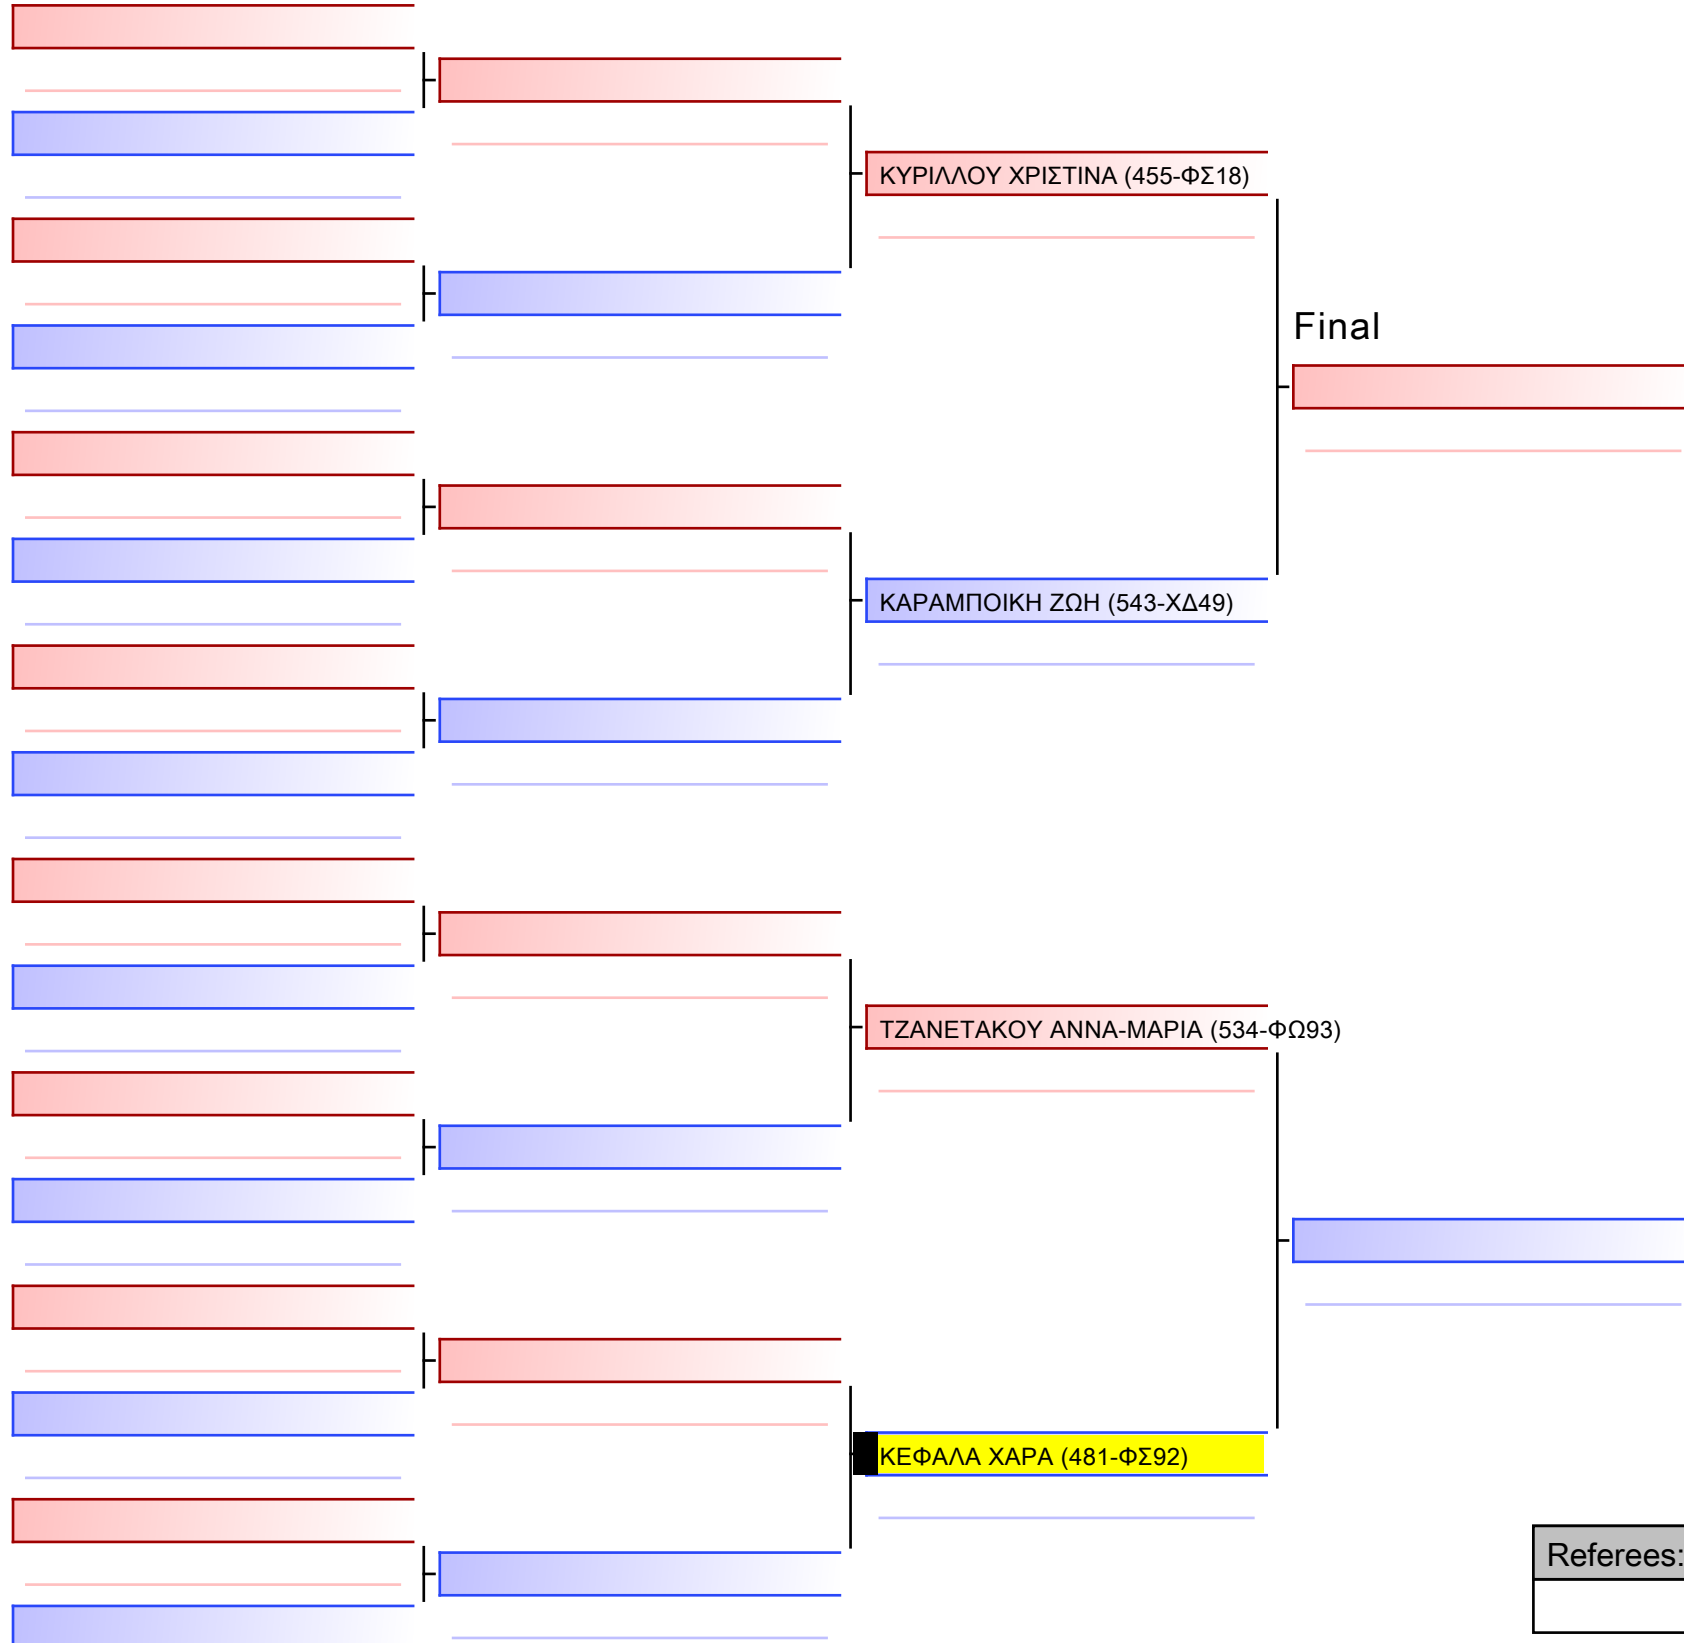 ΚΥΡΙΛΛΟΥ ΧΡΙΣΤΙΝΑ (455-ΦΣ18)
Final
ΚΑΡΑΜΠΟΙΚΗ ΖΩΗ (543-ΧΔ49)
ΤΖΑΝΕΤΑΚΟΥ ΑΝΝΑ-ΜΑΡΙΑ (534-ΦΩ93)
ΚΕΦΑΛΑ ΧΑΡΑ (481-ΦΣ92)
Referees: